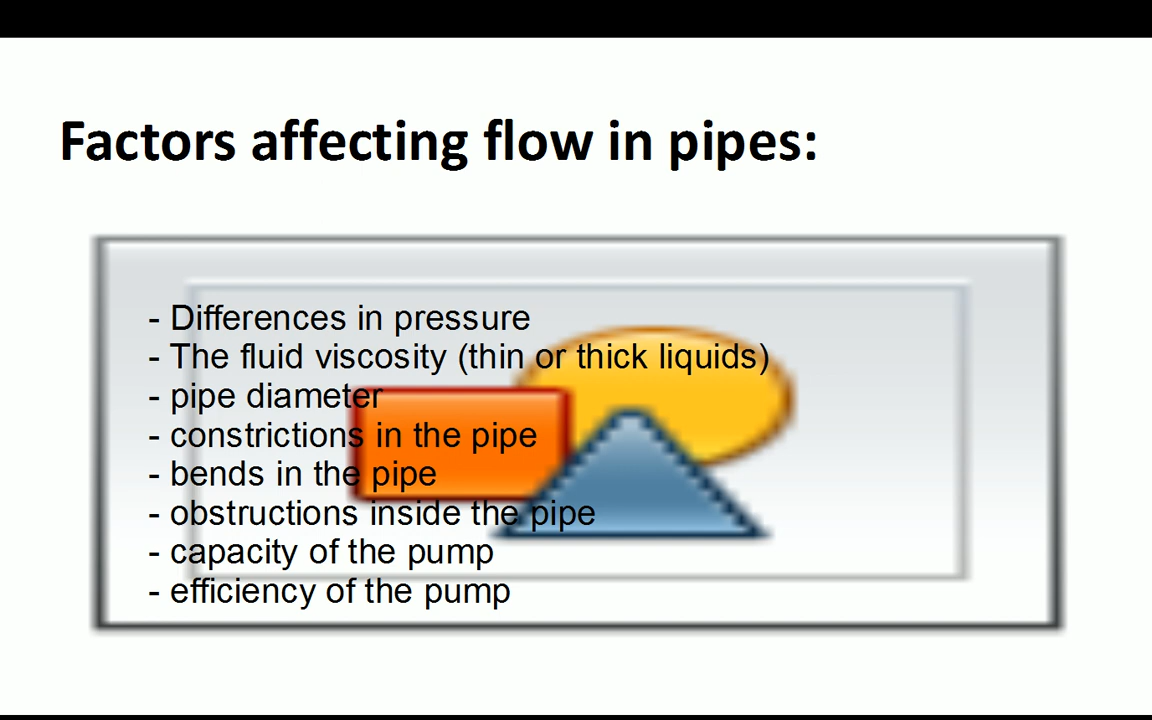 Factors affecting flow in pipes:
- Differences in pressure
- The fluid viscosity (thin or thick liquids)
- pipe diameter
- constrictions in the pipe
- bends in the pipe
- obstructions inside the pipe
- capacity of the pump
- efficiency of the pump